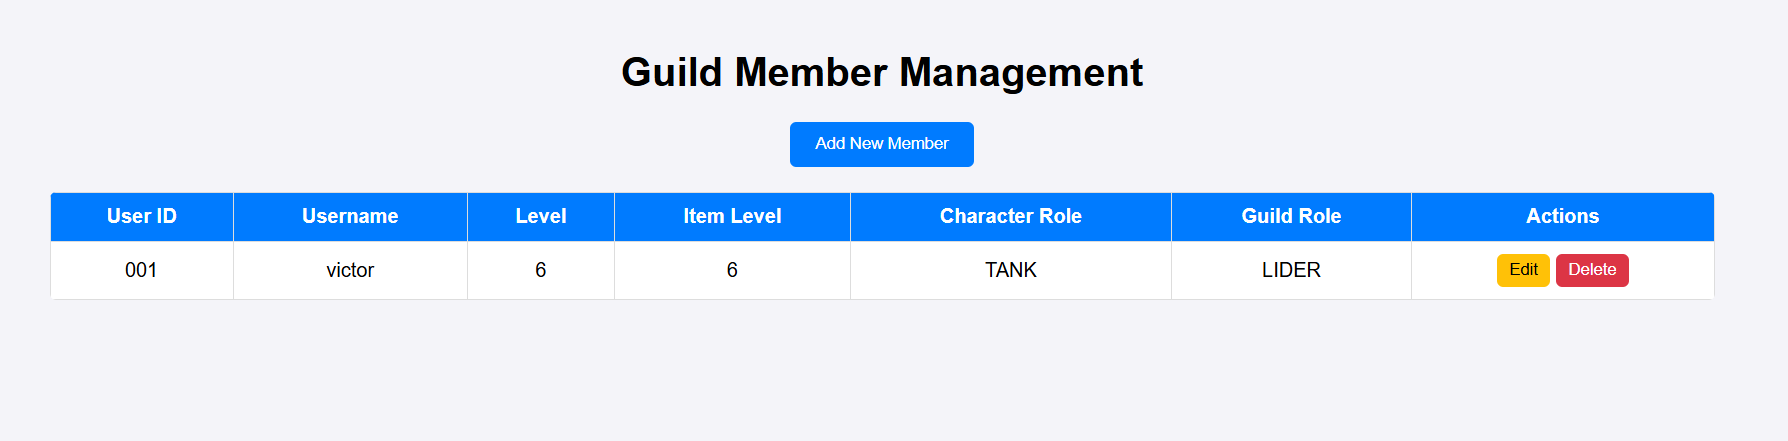 Guild Member Management
Add New Member
User ID Username Level Item Level Character Role Guild Role Actions
001 victor 6 6 TANK LIDER Edit Delete